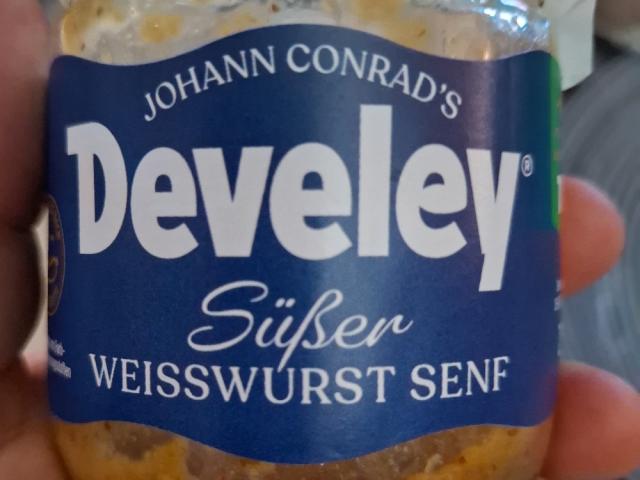 JOHANN CONRAD'S
Develey®
Süßer
WEISSWURST SENF